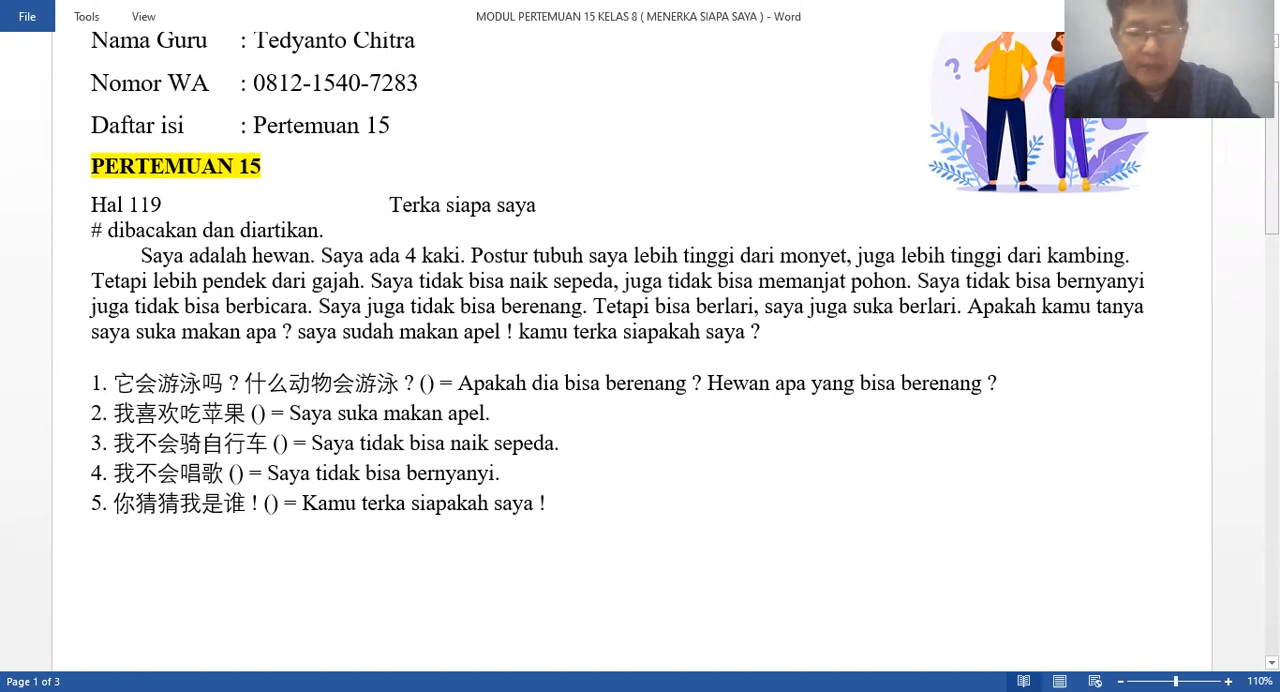 File Tools View MODUL PERTEMUAN 15 KELAS 8 ( MENERKA SIAPA SAYA ) - Word
Nama Guru : Tedyanto Chitra
Nomor WA : 0812-1540-7283
Daftar isi : Pertemuan 15
PERTEMUAN 15
Hal 119 Terka siapa saya
# dibacakan dan diartikan.
Saya adalah hewan. Saya ada 4 kaki. Postur tubuh saya lebih tinggi dari monyet, juga lebih tinggi dari kambing.
Tetapi lebih pendek dari gajah. Saya tidak bisa naik sepeda, juga tidak bisa memanjat pohon. Saya tidak bisa bernyanyi
juga tidak bisa berbicara. Saya juga tidak bisa berenang. Tetapi bisa berlari, saya juga suka berlari. Apakah kamu tanya
saya suka makan apa ? saya sudah makan apel ! kamu terka siapakah saya ?
1. 它会游泳吗 ? 什么动物会游泳 ? () = Apakah dia bisa berenang ? Hewan apa yang bisa berenang ?
2. 我喜欢吃苹果 () = Saya suka makan apel.
3. 我不会骑自行车 () = Saya tidak bisa naik sepeda.
4. 我不会唱歌 () = Saya tidak bisa bernyanyi.
5. 你猜猜我是谁 ! () = Kamu terka siapakah saya !
Page 1 of 3 110%